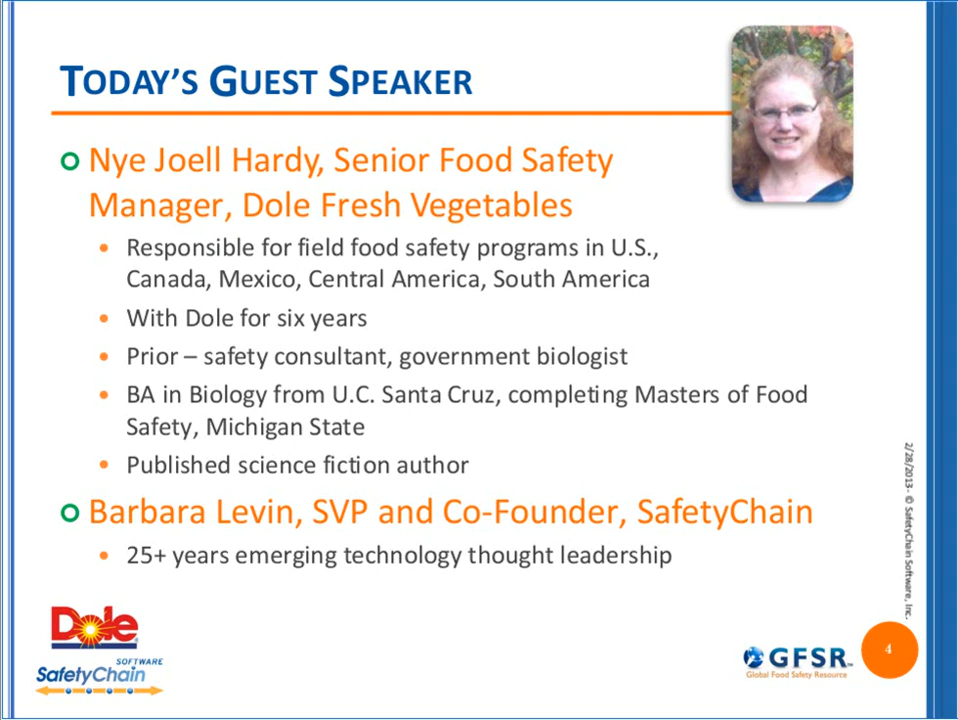 TODAY'S GUEST SPEAKER
Nye Joell Hardy, Senior Food Safety
Manager, Dole Fresh Vegetables
Responsible for field food safety programs in U.S.,
Canada, Mexico, Central America, South America
With Dole for six years
Prior – safety consultant, government biologist
BA in Biology from U.C. Santa Cruz, completing Masters of Food
Safety, Michigan State
Published science fiction author
Barbara Levin, SVP and Co-Founder, SafetyChain
25+ years emerging technology thought leadership
2/28/2013- © SafetyChain Software, Inc.
Dole
SOFTWARE
SafetyChain
GFSR™
Global Food Safety Resource
4